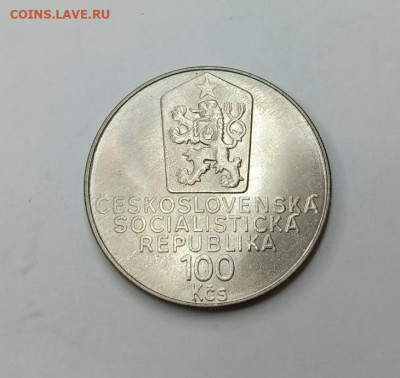 COINS.LAVE.RU
ČESKOSLOVENSKÁ
SOCIALISTICKÁ
REPUBLIKA
100
Kčs